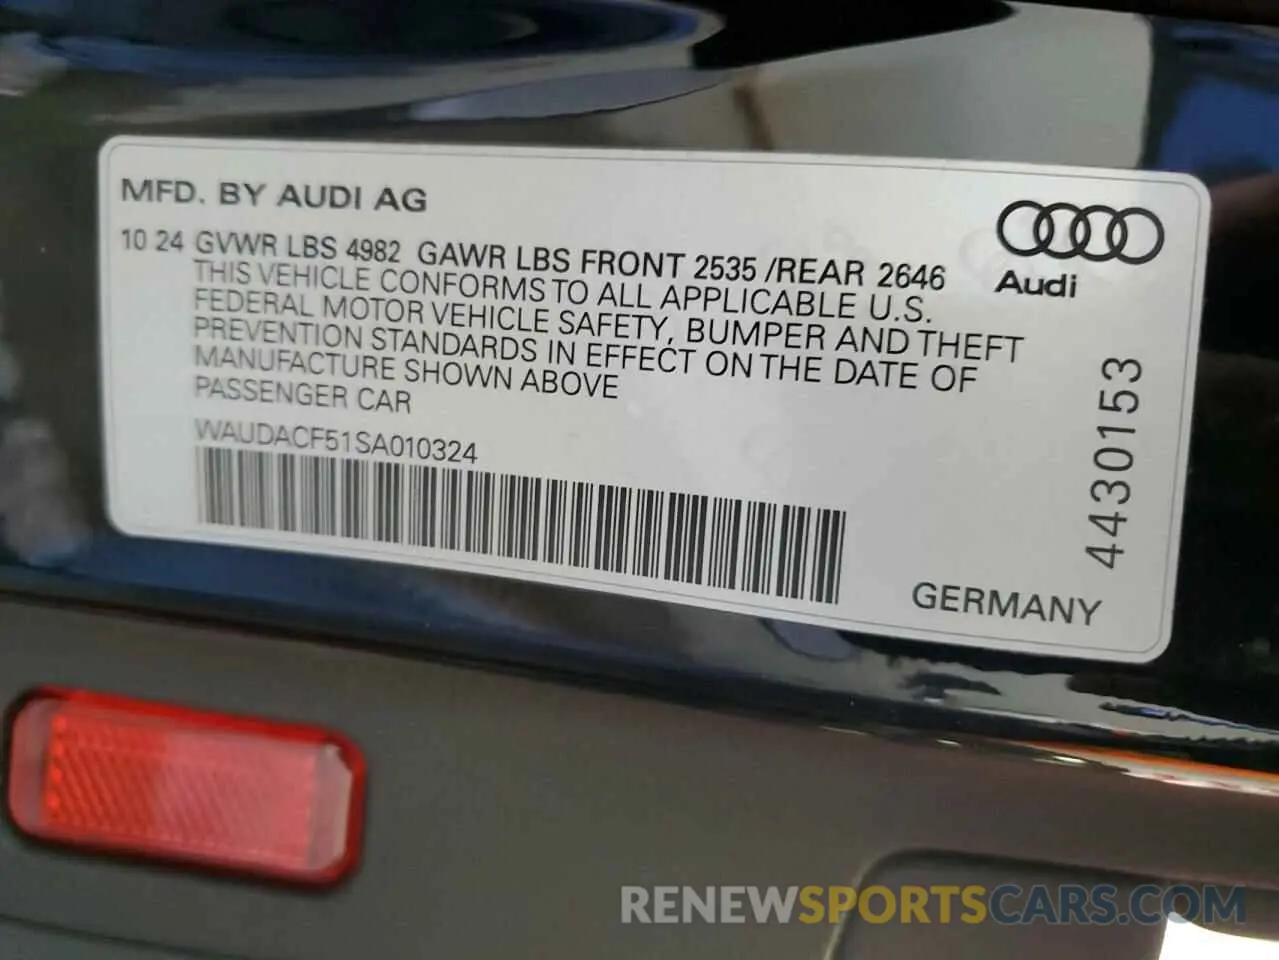 MFD. BY AUDI AG
10 24 GVWR LBS 4982 GAWR LBS FRONT 2535 /REAR 2646
THIS VEHICLE CONFORMS TO ALL APPLICABLE U.S.
FEDERAL MOTOR VEHICLE SAFETY, BUMPER AND THEFT
PREVENTION STANDARDS IN EFFECT ON THE DATE OF
MANUFACTURE SHOWN ABOVE
PASSENGER CAR
WAUDACF51SA010324
Audi
4430153
GERMANY
RENEWSPORTSCARS.COM